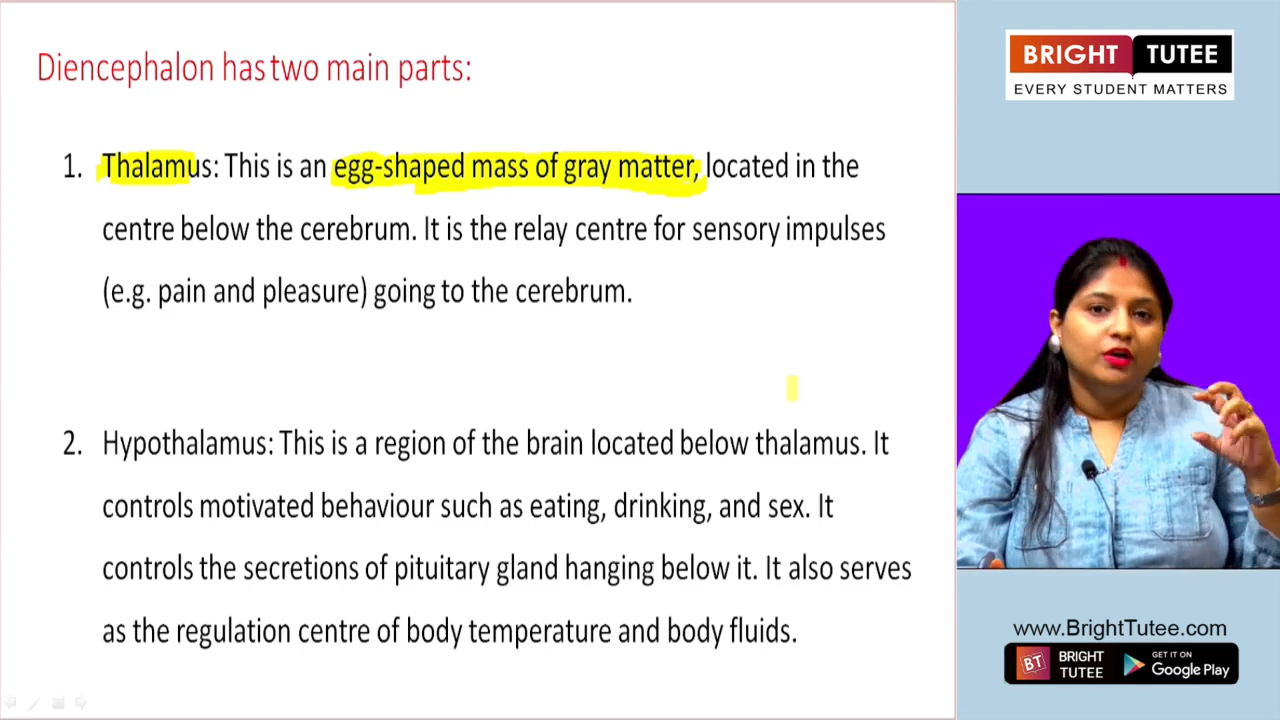 Diencephalon has two main parts:
1. Thalamus: This is an egg-shaped mass of gray matter, located in the
centre below the cerebrum. It is the relay centre for sensory impulses
(e.g. pain and pleasure) going to the cerebrum.
2. Hypothalamus: This is a region of the brain located below thalamus. It
controls motivated behaviour such as eating, drinking, and sex. It
controls the secretions of pituitary gland hanging below it. It also serves
as the regulation centre of body temperature and body fluids.
BRIGHT TUTEE
EVERY STUDENT MATTERS
www.BrightTutee.com
BT BRIGHT TUTEE
GET IT ON
Google Play